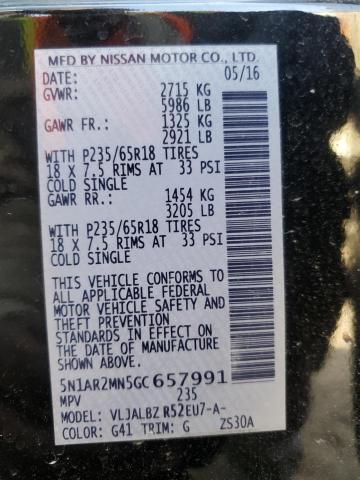 MFD BY NISSAN MOTOR CO., LTD.
DATE: 05/16
GVWR: 2715 KG
5986 LB
GAWR FR.: 1325 KG
2921 LB
WITH P235/65R18 TIRES
18 X 7.5 RIMS AT 33 PSI
COLD SINGLE
GAWR RR.: 1454 KG
3205 LB
WITH P235/65R18 TIRES
18 X 7.5 RIMS AT 33 PSI
COLD SINGLE
THIS VEHICLE CONFORMS TO
ALL APPLICABLE FEDERAL
MOTOR VEHICLE SAFETY AND
THEFT PREVENTION
STANDARDS IN EFFECT ON
THE DATE OF MANUFACTURE
SHOWN ABOVE.
5N1AR2MN5GC657991
MPV 235
MODEL: VLJALBZ R52EU7-A-
COLOR: G41 TRIM: G ZS30A